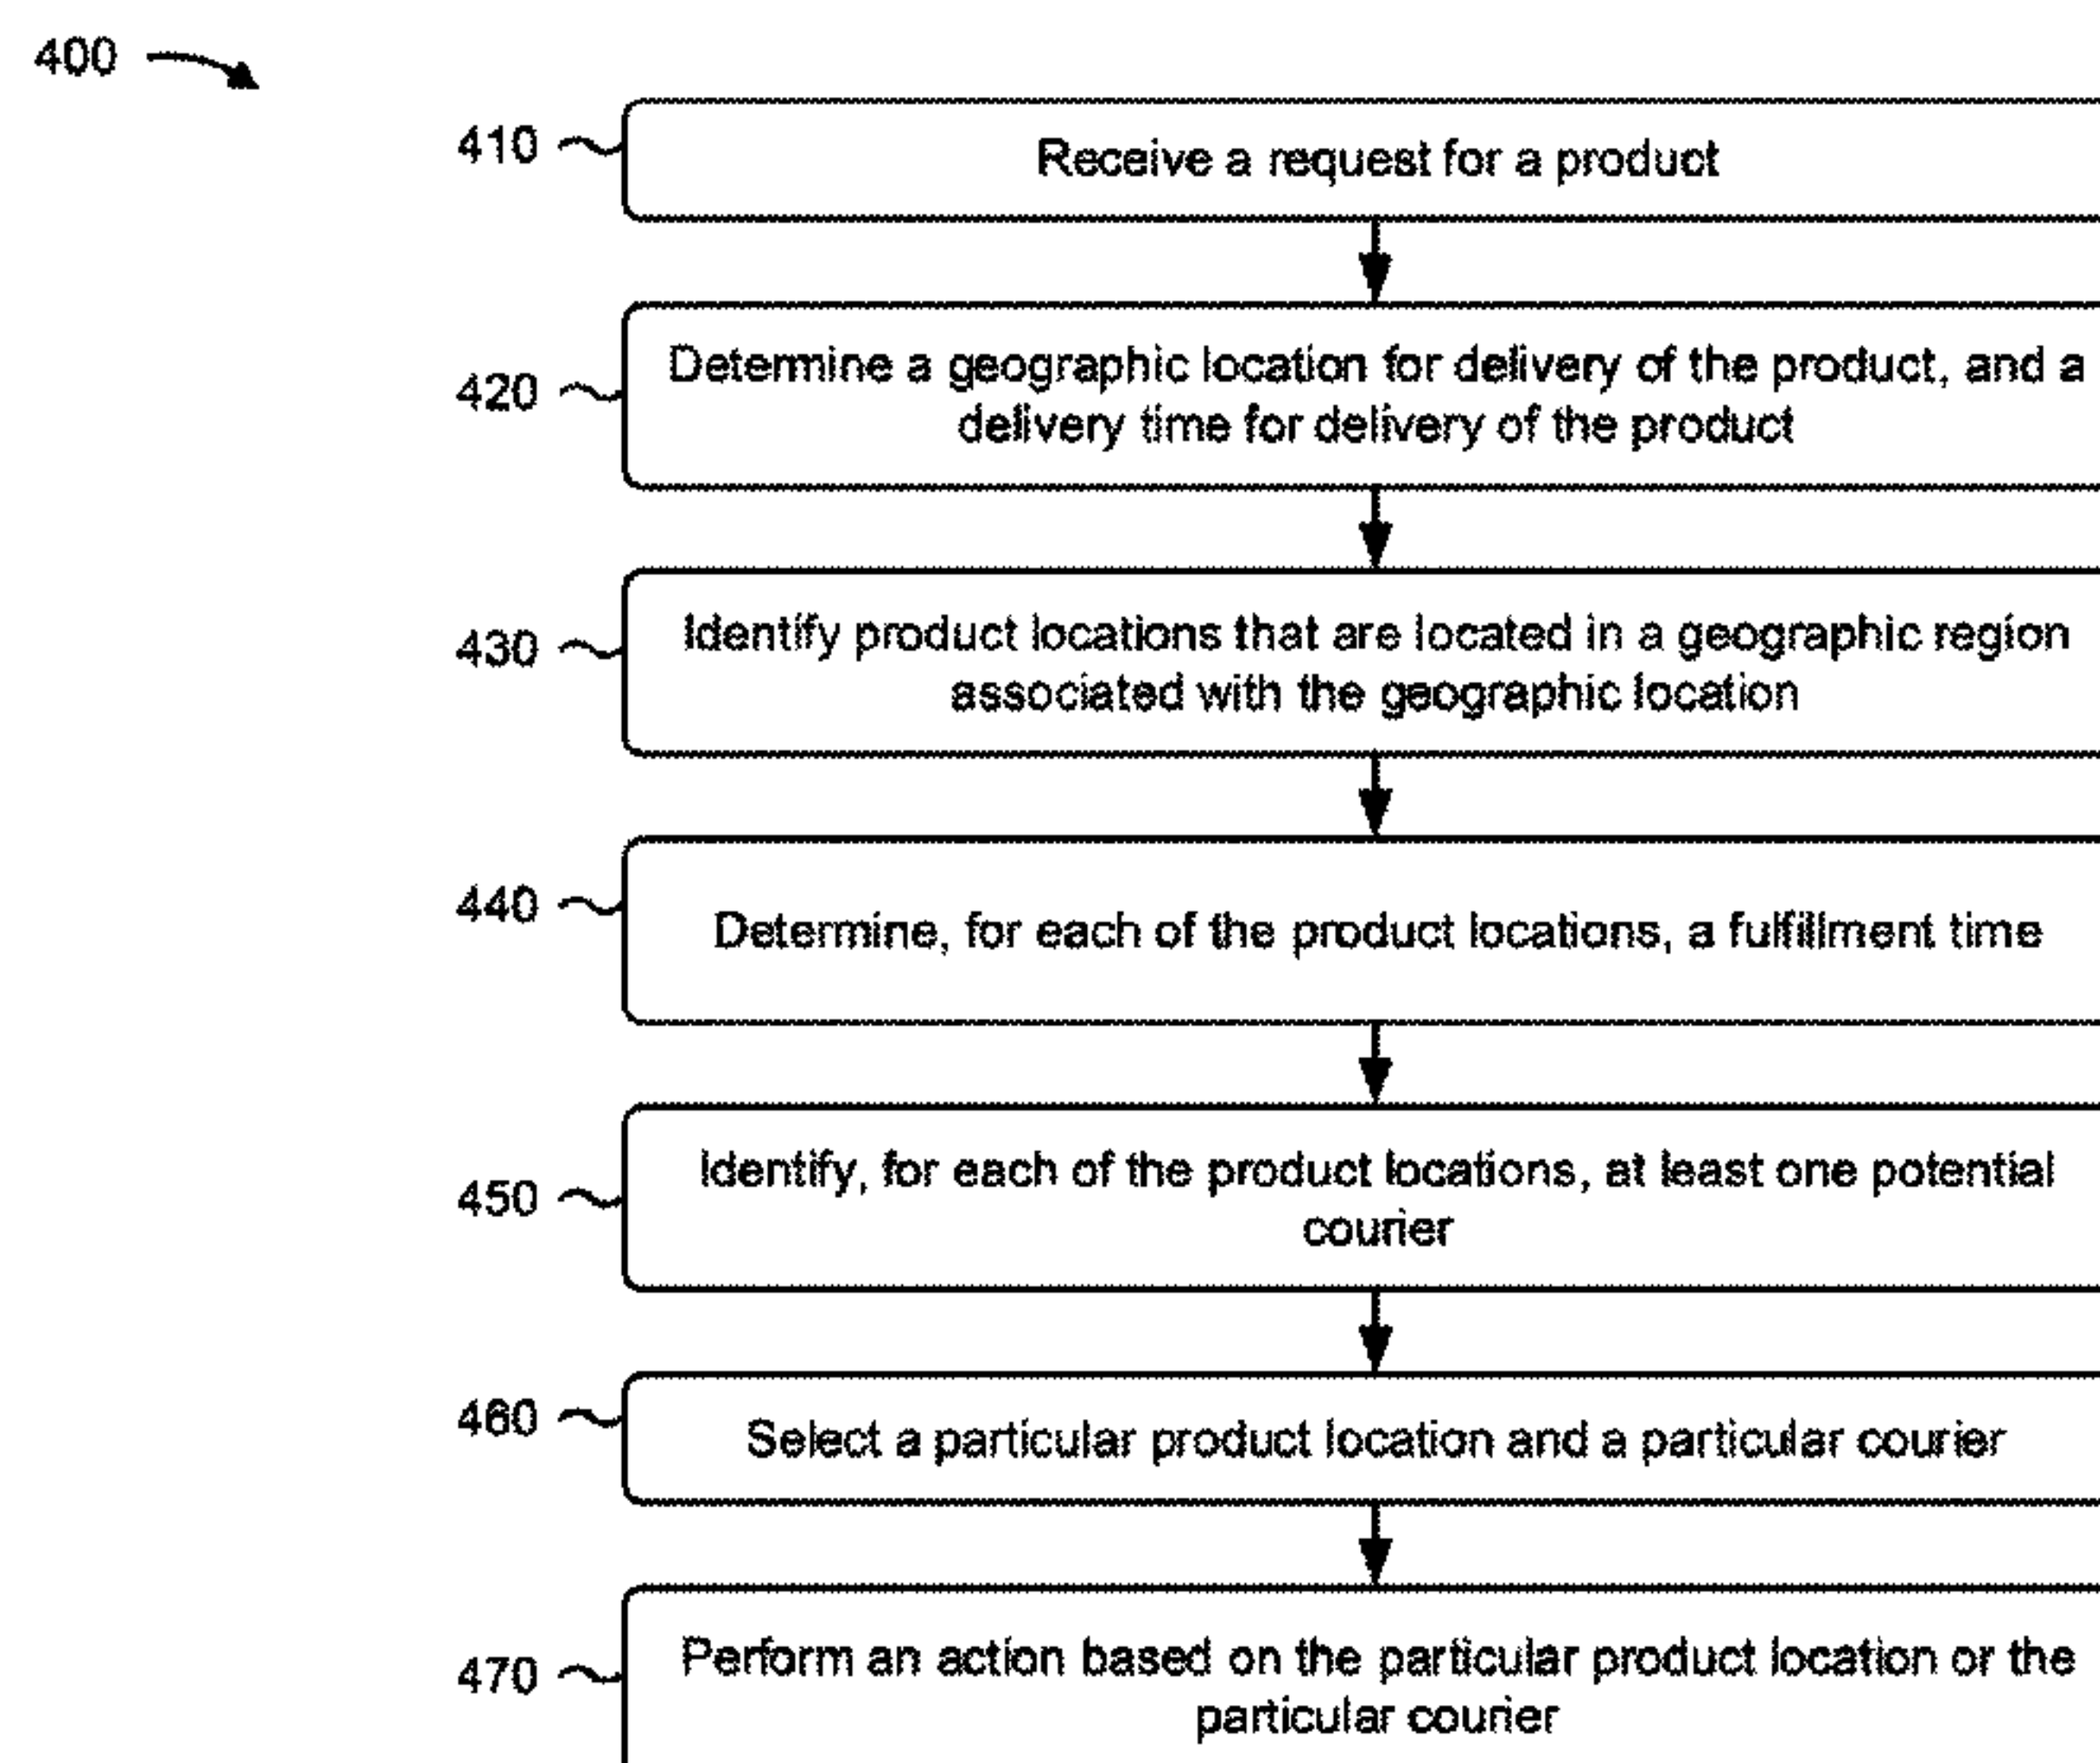 400
410
Receive a request for a product
420
Determine a geographic location for delivery of the product, and a
delivery time for delivery of the product
430
Identify product locations that are located in a geographic region
associated with the geographic location
440
Determine, for each of the product locations, a fulfillment time
450
Identify, for each of the product locations, at least one potential
courier
460
Select a particular product location and a particular courier
470
Perform an action based on the particular product location or the
particular courier